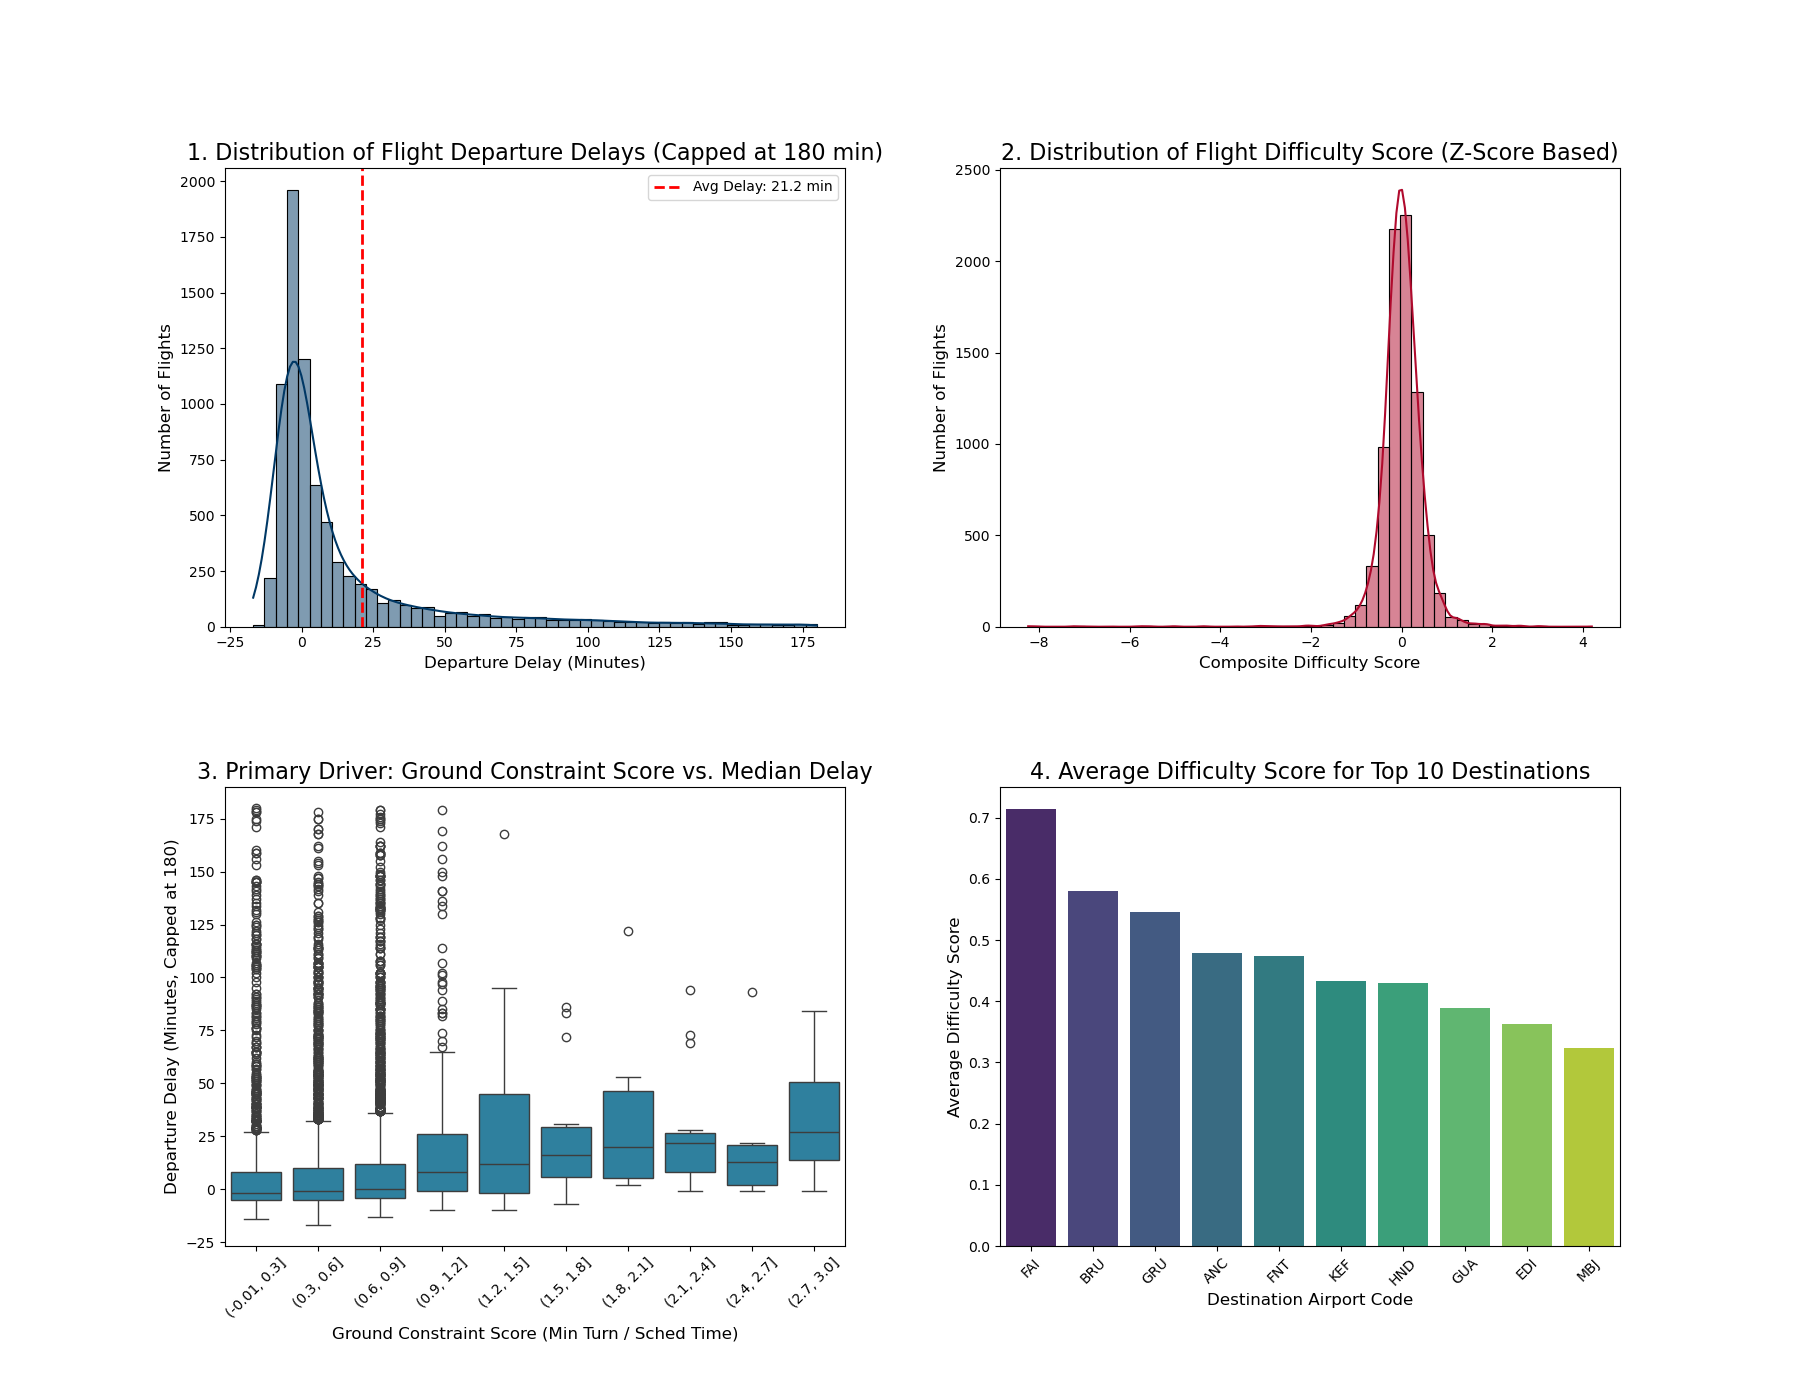 1. Distribution of Flight Departure Delays (Capped at 180 min)
2000
1750
1500
1250
1000
750
500
250
0
Number of Flights
Avg Delay: 21.2 min
−25 0 25 50 75 100 125 150 175
Departure Delay (Minutes)
2. Distribution of Flight Difficulty Score (Z-Score Based)
2500
2000
1500
1000
500
0
Number of Flights
−8 −6 −4 −2 0 2 4
Composite Difficulty Score
3. Primary Driver: Ground Constraint Score vs. Median Delay
175
150
125
100
75
50
25
0
−25
Departure Delay (Minutes, Capped at 180)
(-0.01, 0.3] (0.3, 0.6] (0.6, 0.9] (0.9, 1.2] (1.2, 1.5] (1.5, 1.8] (1.8, 2.1] (2.1, 2.4] (2.4, 2.7] (2.7, 3.0]
Ground Constraint Score (Min Turn / Sched Time)
4. Average Difficulty Score for Top 10 Destinations
0.7
0.6
0.5
0.4
0.3
0.2
0.1
0.0
Average Difficulty Score
FAI BRU GRU ANC FNT KEF HND GUA EDI MBJ
Destination Airport Code